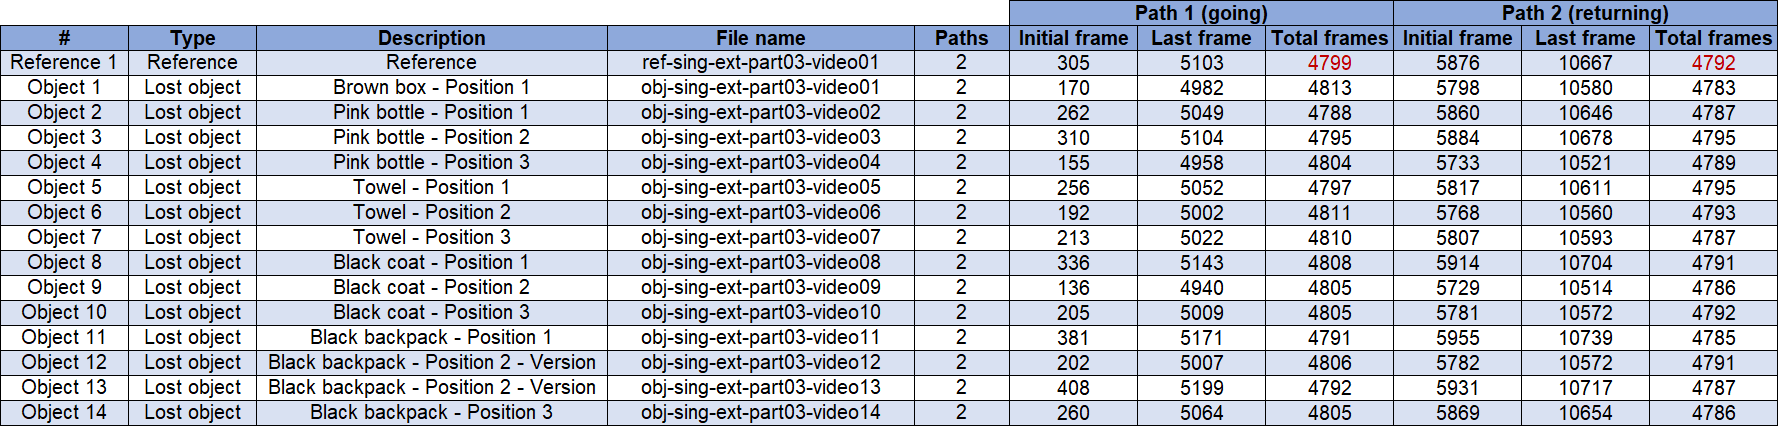 Path 1 (going) Path 2 (returning)
# Type Description File name Paths Initial frame Last frame Total frames Initial frame Last frame Total frames
Reference 1 Reference Reference ref-sing-ext-part03-video01 2 305 5103 4799 5876 10667 4792
Object 1 Lost object Brown box - Position 1 obj-sing-ext-part03-video01 2 170 4982 4813 5798 10580 4783
Object 2 Lost object Pink bottle - Position 1 obj-sing-ext-part03-video02 2 262 5049 4788 5860 10646 4787
Object 3 Lost object Pink bottle - Position 2 obj-sing-ext-part03-video03 2 310 5104 4795 5884 10678 4795
Object 4 Lost object Pink bottle - Position 3 obj-sing-ext-part03-video04 2 155 4958 4804 5733 10521 4789
Object 5 Lost object Towel - Position 1 obj-sing-ext-part03-video05 2 256 5052 4797 5817 10611 4795
Object 6 Lost object Towel - Position 2 obj-sing-ext-part03-video06 2 192 5002 4811 5768 10560 4793
Object 7 Lost object Towel - Position 3 obj-sing-ext-part03-video07 2 213 5022 4810 5807 10593 4787
Object 8 Lost object Black coat - Position 1 obj-sing-ext-part03-video08 2 336 5143 4808 5914 10704 4791
Object 9 Lost object Black coat - Position 2 obj-sing-ext-part03-video09 2 136 4940 4805 5729 10514 4786
Object 10 Lost object Black coat - Position 3 obj-sing-ext-part03-video10 2 205 5009 4805 5781 10572 4792
Object 11 Lost object Black backpack - Position 1 obj-sing-ext-part03-video11 2 381 5171 4791 5955 10739 4785
Object 12 Lost object Black backpack - Position 2 - Version obj-sing-ext-part03-video12 2 202 5007 4806 5782 10572 4791
Object 13 Lost object Black backpack - Position 2 - Version obj-sing-ext-part03-video13 2 408 5199 4792 5931 10717 4787
Object 14 Lost object Black backpack - Position 3 obj-sing-ext-part03-video14 2 260 5064 4805 5869 10654 4786